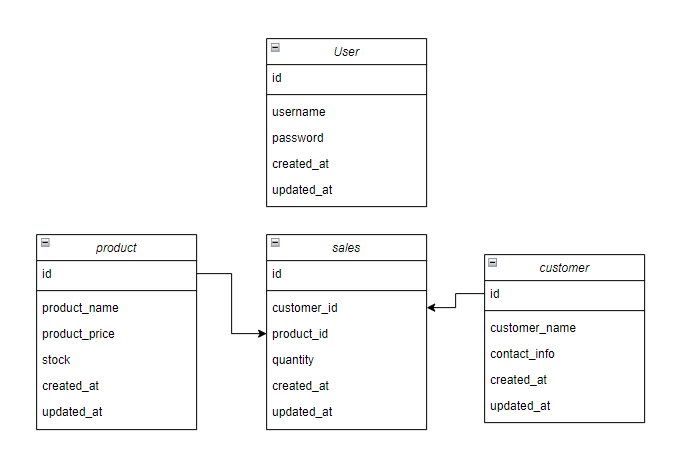 User
id
username
password
created_at
updated_at
product
id
product_name
product_price
stock
created_at
updated_at
sales
id
customer_id
product_id
quantity
created_at
updated_at
customer
id
customer_name
contact_info
created_at
updated_at